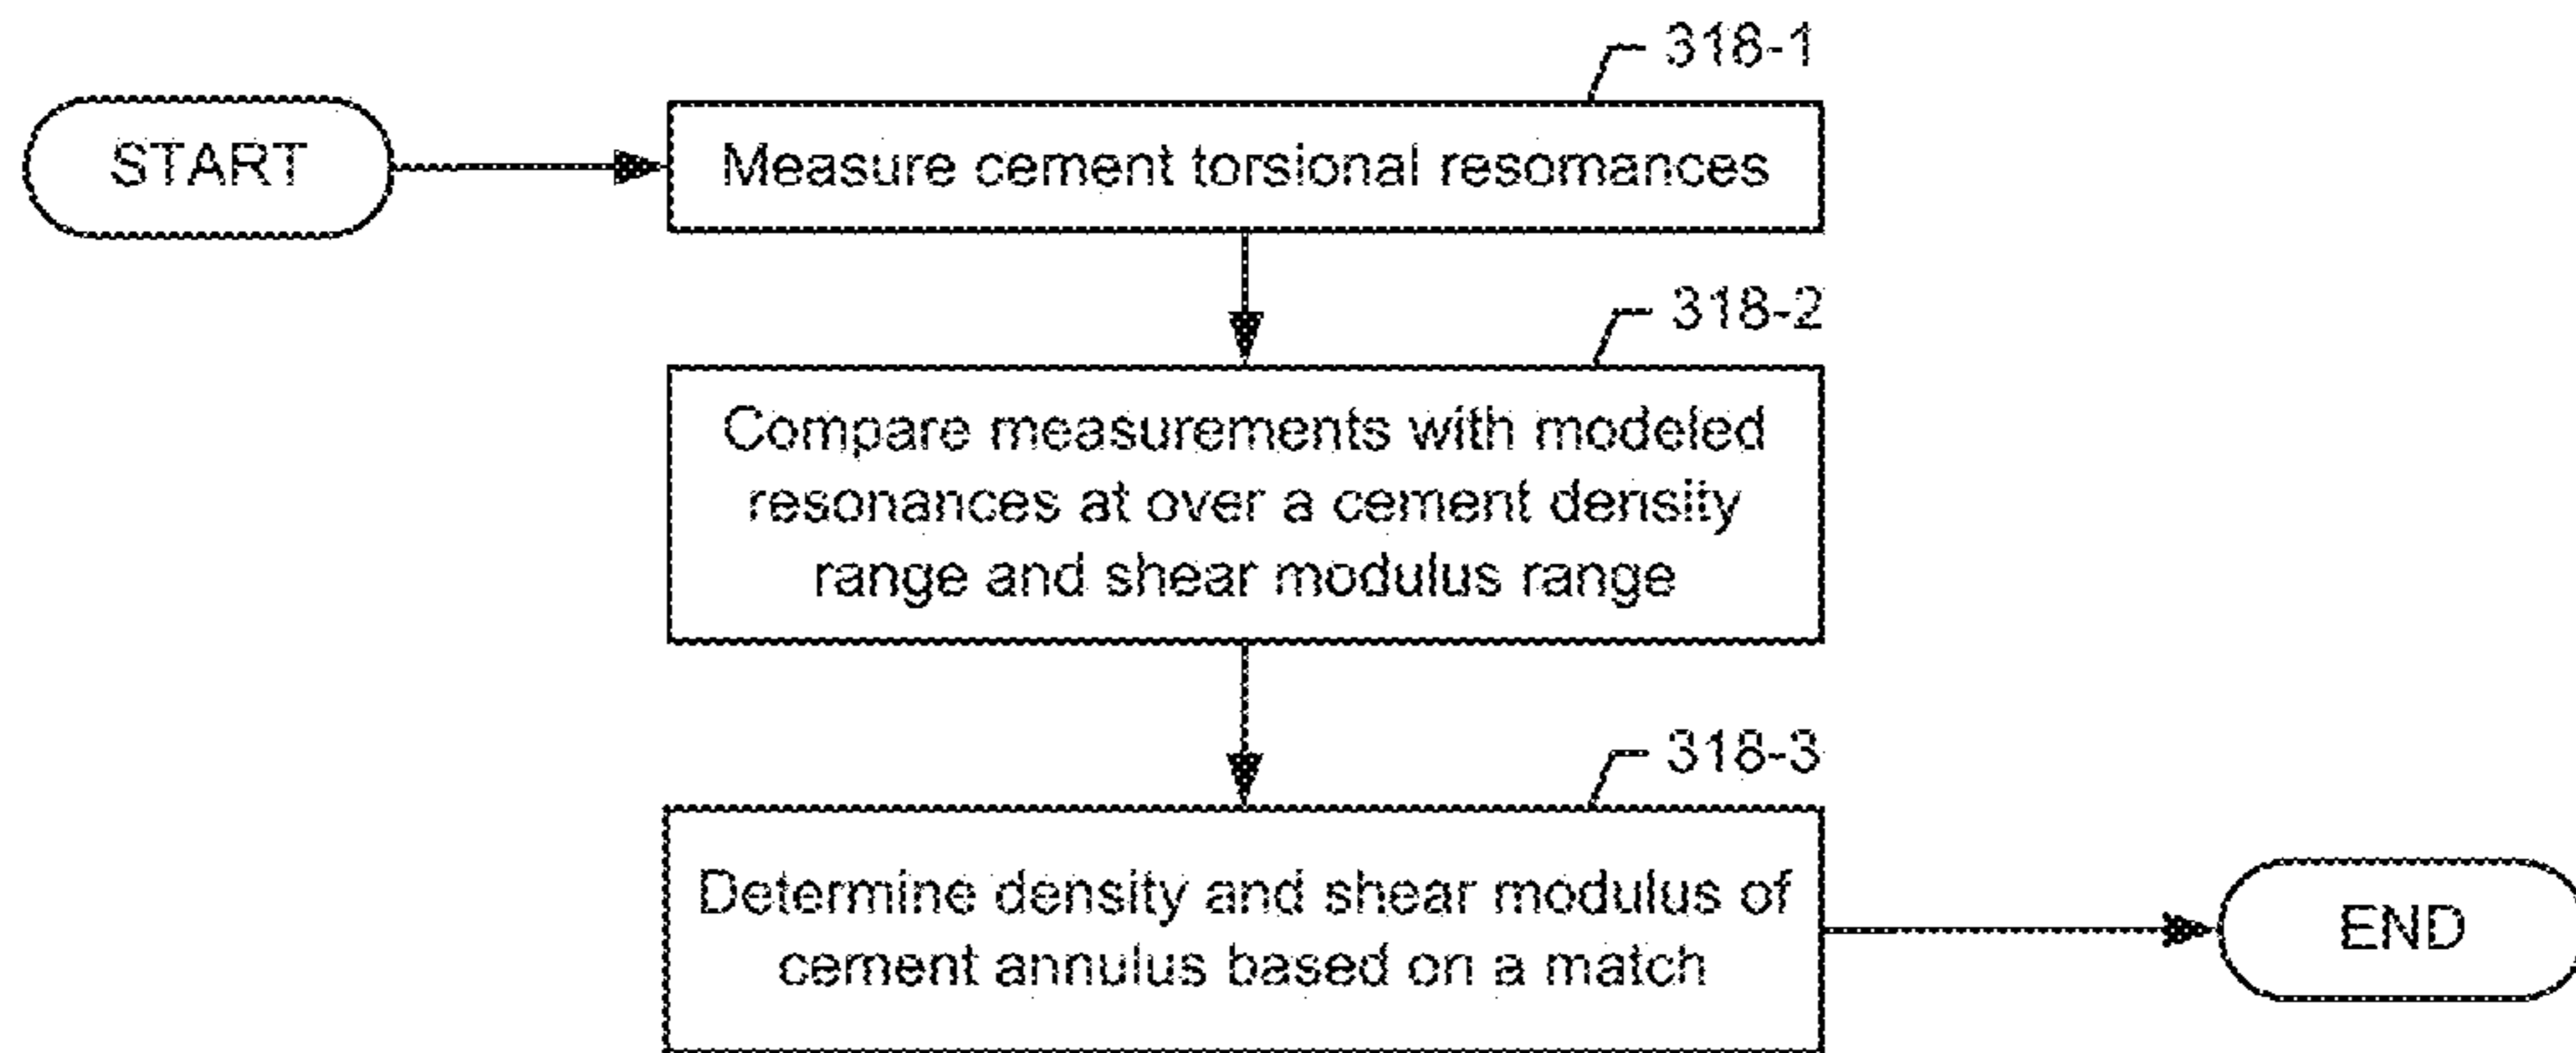 318-1
START
Measure cement torsional resomances
318-2
Compare measurements with modeled
resonances at over a cement density
range and shear modulus range
318-3
Determine density and shear modulus of
cement annulus based on a match
END